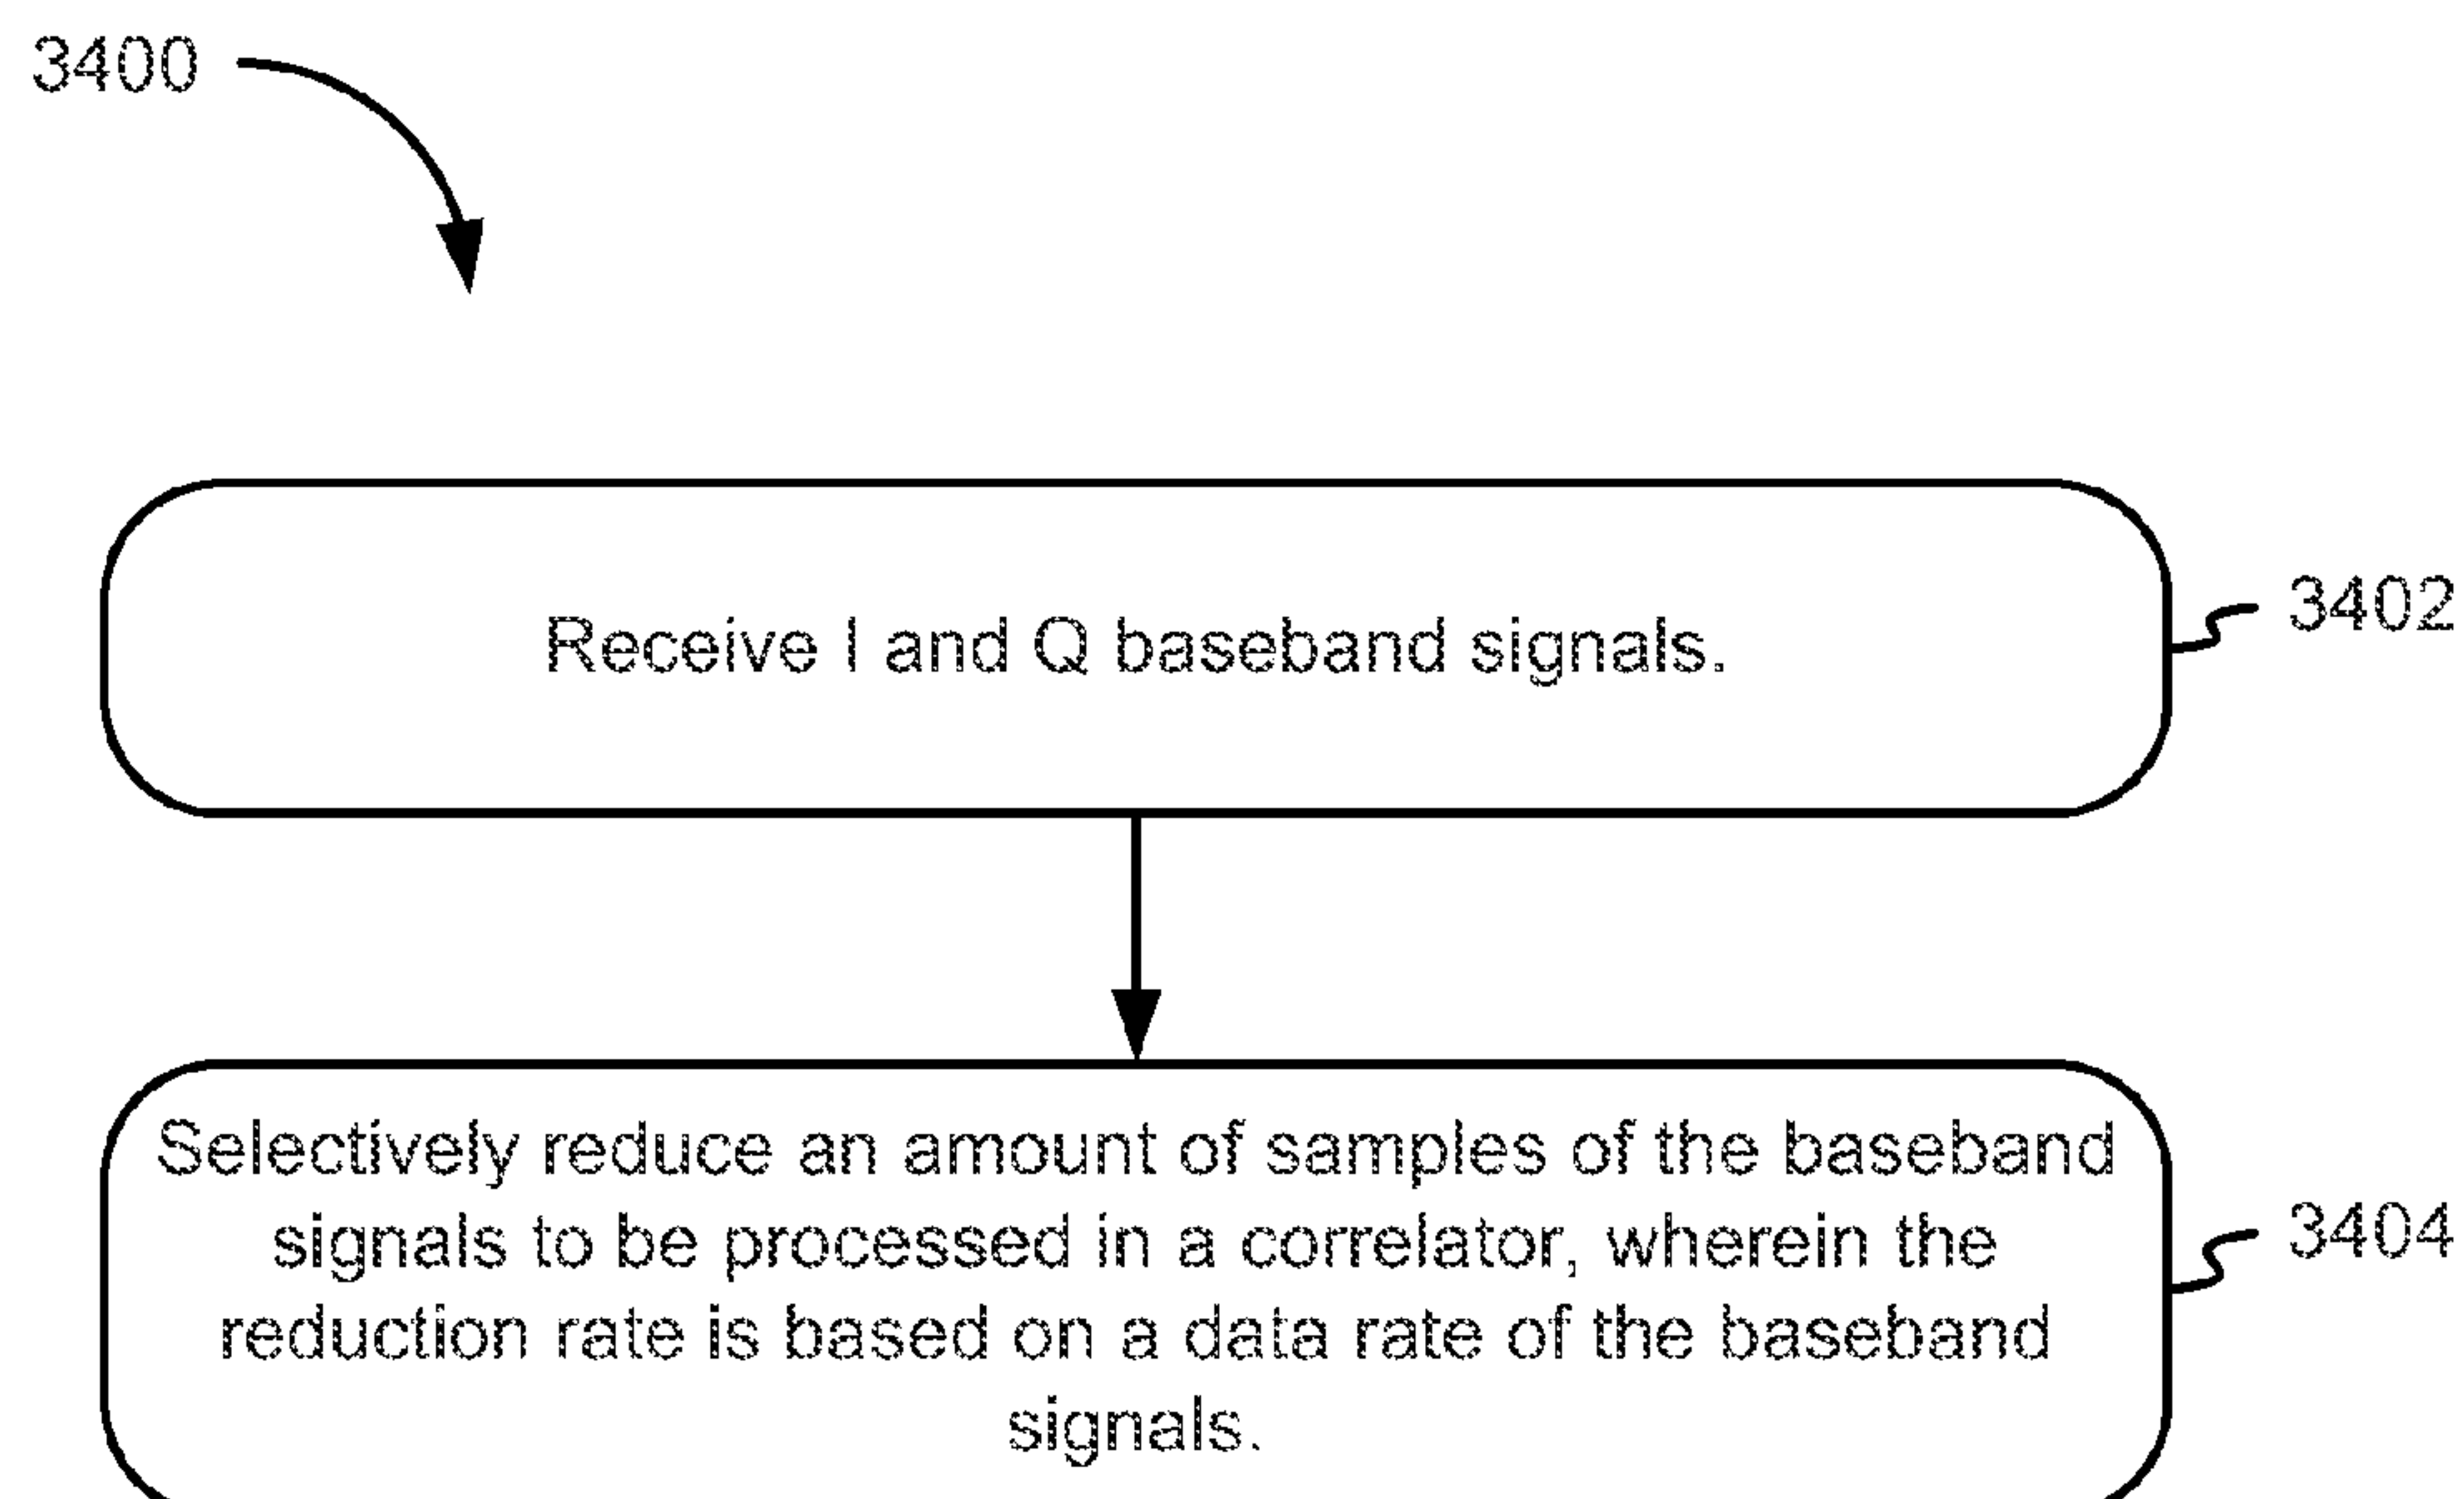 3400
Receive I and Q baseband signals.
3402
Selectively reduce an amount of samples of the baseband
signals to be processed in a correlator, wherein the
reduction rate is based on a data rate of the baseband
signals.
3404